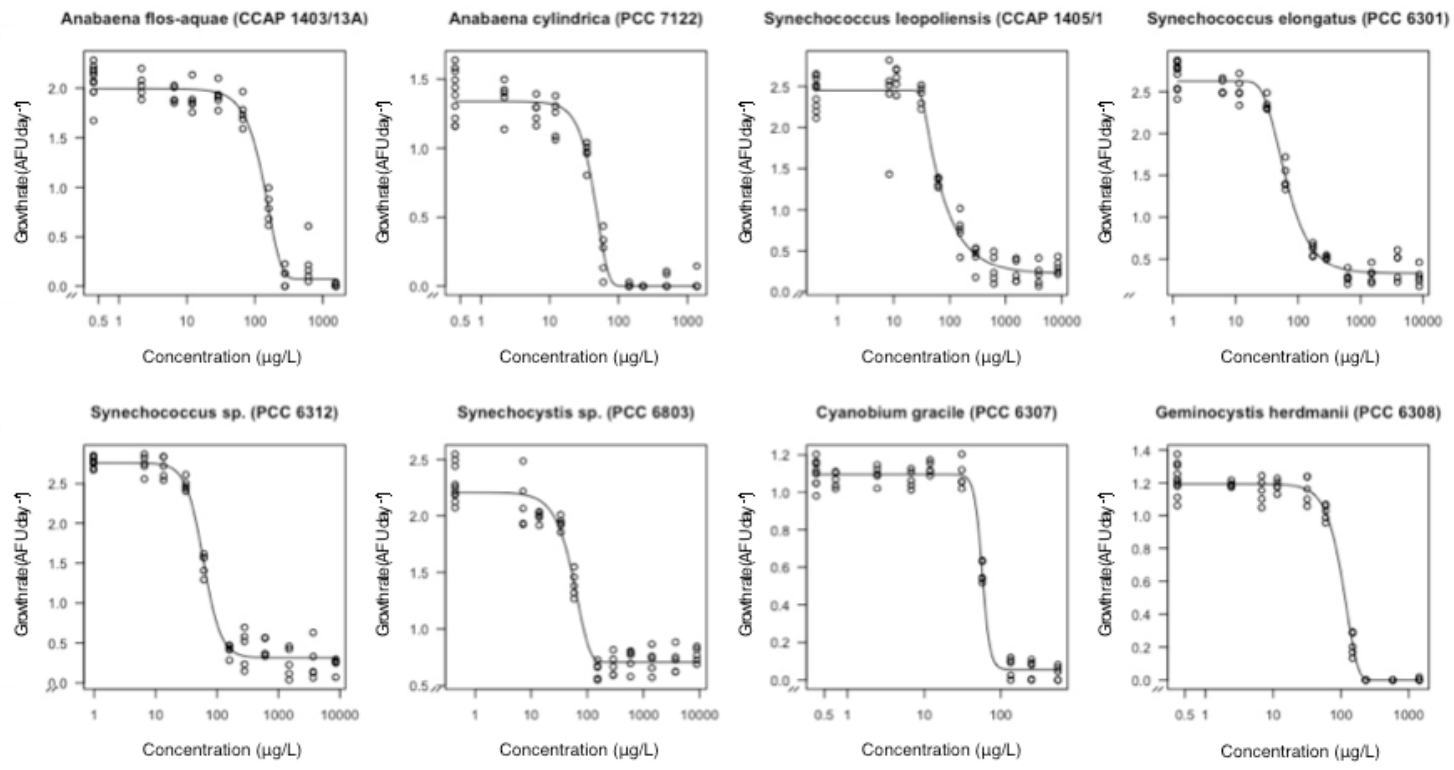 Anabaena flos-aquae (CCAP 1403/13A)
Growthrate (AFU day⁻¹)
2.0
1.5
1.0
0.5
0.0
0.5 1 10 100 1000
Concentration (µg/L)
Anabaena cylindrica (PCC 7122)
Growthrate (AFU day⁻¹)
1.5
1.0
0.5
0.0
0.5 1 10 100 1000
Concentration (µg/L)
Synechococcus leopoliensis (CCAP 1405/1
Growthrate (AFU day⁻¹)
2.5
2.0
1.5
1.0
0.5
0.0
1 10 100 1000 10000
Concentration (µg/L)
Synechococcus elongatus (PCC 6301)
Growthrate (AFU day⁻¹)
2.5
2.0
1.5
1.0
0.5
1 10 100 1000 10000
Concentration (µg/L)
Synechococcus sp. (PCC 6312)
Growthrate (AFU day⁻¹)
2.5
2.0
1.5
1.0
0.5
0.0
1 10 100 1000 10000
Concentration (µg/L)
Synechocystis sp. (PCC 6803)
Growthrate (AFU day⁻¹)
2.5
2.0
1.5
1.0
0.5
1 10 100 1000 10000
Concentration (µg/L)
Cyanobium gracile (PCC 6307)
Growthrate (AFU day⁻¹)
1.2
1.0
0.8
0.6
0.4
0.2
0.0
0.5 1 10 100
Concentration (µg/L)
Geminocystis herdmanii (PCC 6308)
Growthrate (AFU day⁻¹)
1.4
1.2
1.0
0.8
0.6
0.4
0.2
0.0
0.5 1 10 100 1000
Concentration (µg/L)